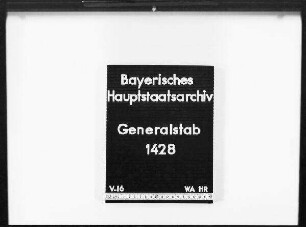 Bayerisches
Hauptstaatsarchiv
Generalstab
1428
V-16 WA HR